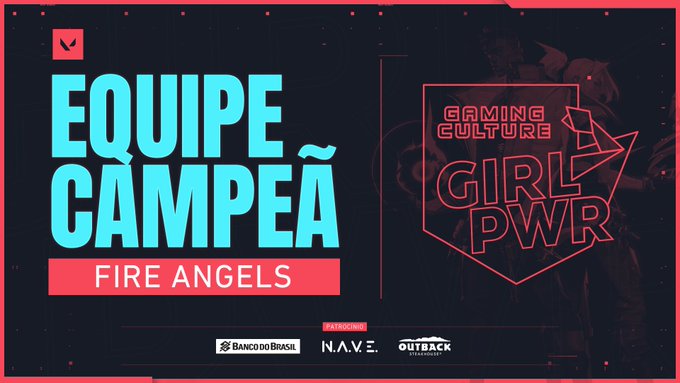 EQUIPE
CAMPEÃ
FIRE ANGELS
GAMING
CULTURE
GIRL
PWR
PATROCÍNIO
BANCO DO BRASIL
N.A.V.E.
OUTBACK
STEAKHOUSE®